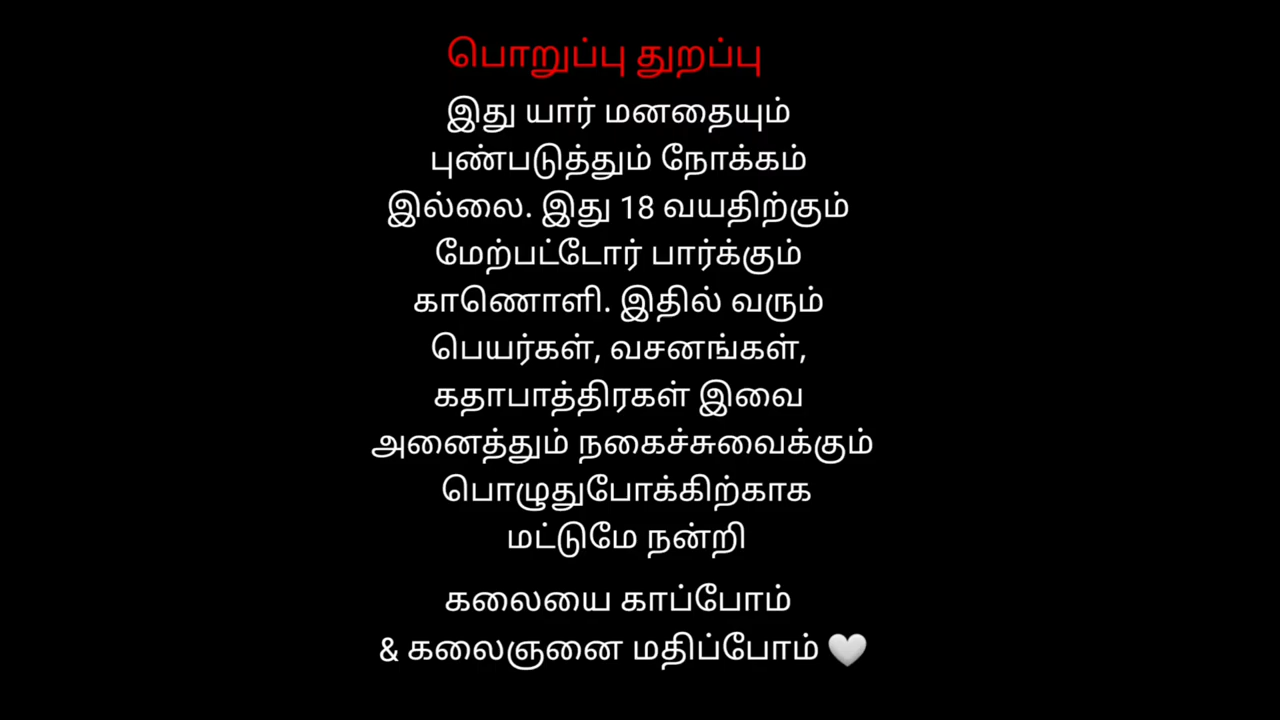 பொறுப்பு துறப்பு
இது யார் மனதையும்
புண்படுத்தும் நோக்கம்
இல்லை. இது 18 வயதிற்கும்
மேற்பட்டோர் பார்க்கும்
காணொளி. இதில் வரும்
பெயர்கள், வசனங்கள்,
கதாபாத்திரகள் இவை
அனைத்தும் நகைச்சுவைக்கும்
பொழுதுபோக்கிற்காக
மட்டுமே நன்றி
கலையை காப்போம்
& கலைஞனை மதிப்போம் 🤍